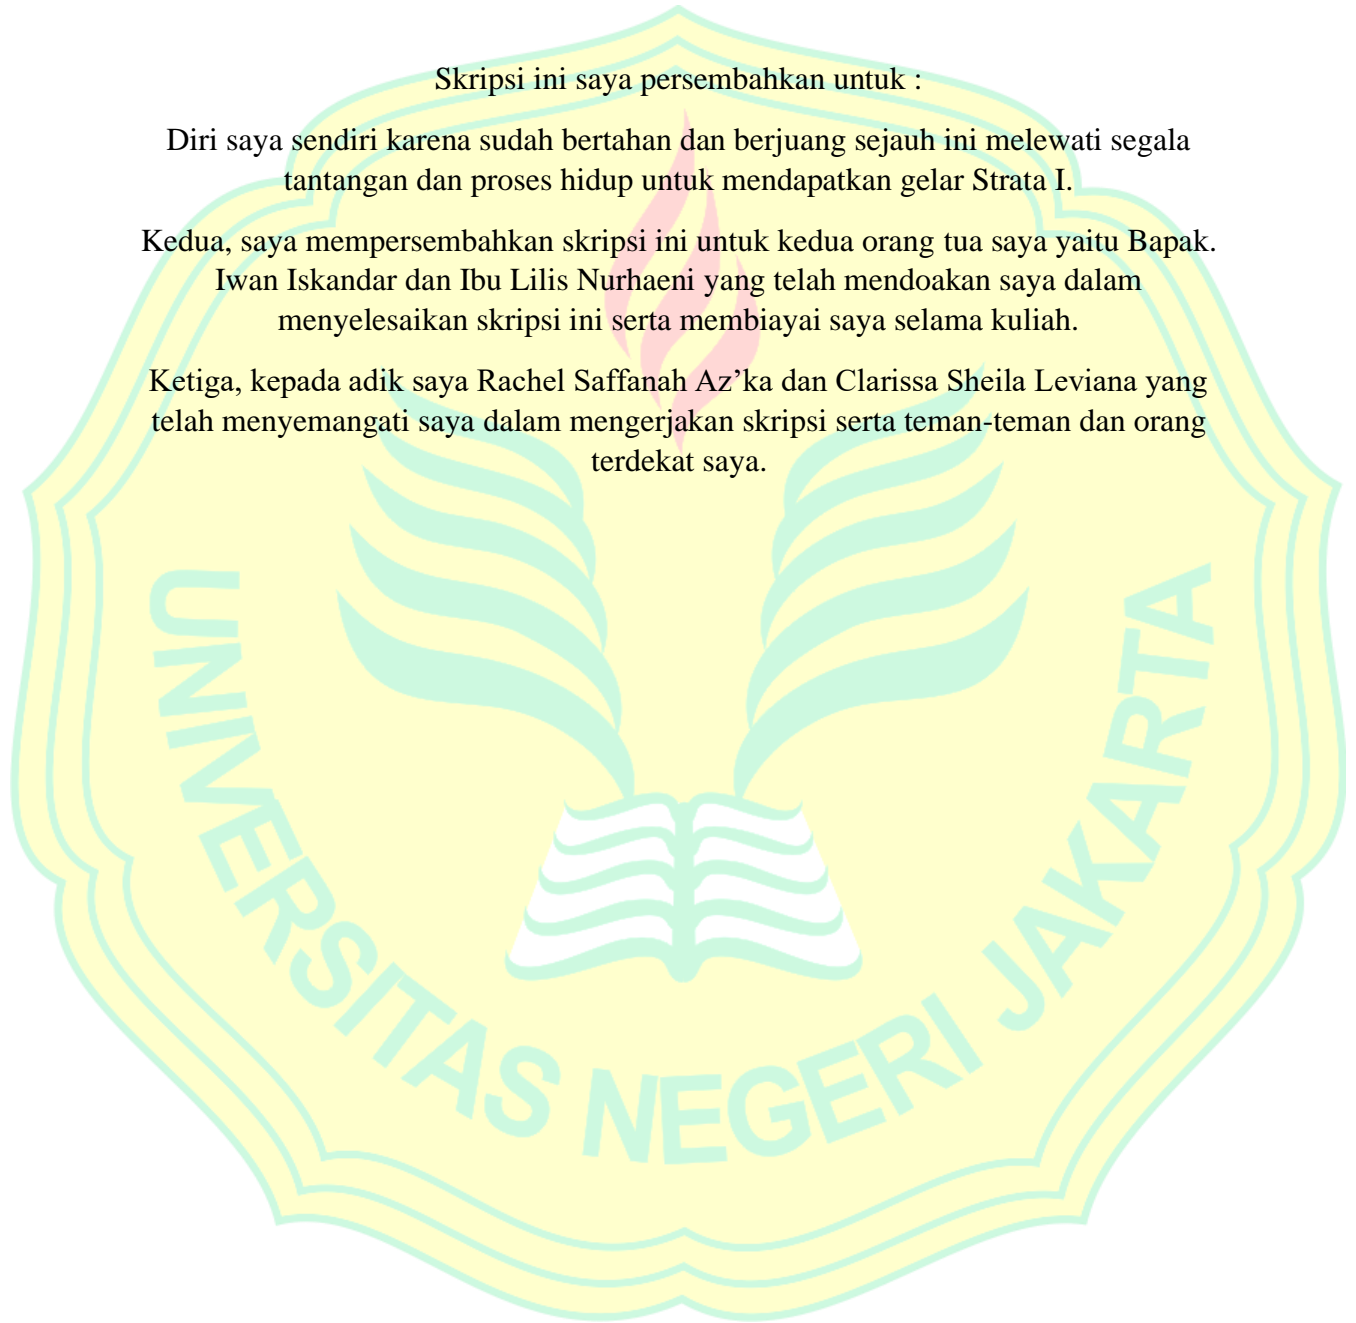 Skripsi ini saya persembahkan untuk :
Diri saya sendiri karena sudah bertahan dan berjuang sejauh ini melewati segala
tantangan dan proses hidup untuk mendapatkan gelar Strata I.
Kedua, saya mempersembahkan skripsi ini untuk kedua orang tua saya yaitu Bapak.
Iwan Iskandar dan Ibu Lilis Nurhaeni yang telah mendoakan saya dalam
menyelesaikan skripsi ini serta membiayai saya selama kuliah.
Ketiga, kepada adik saya Rachel Saffanah Az’ka dan Clarissa Sheila Leviana yang
telah menyemangati saya dalam mengerjakan skripsi serta teman-teman dan orang
terdekat saya.
UNIVERSITAS NEGERI JAKARTA